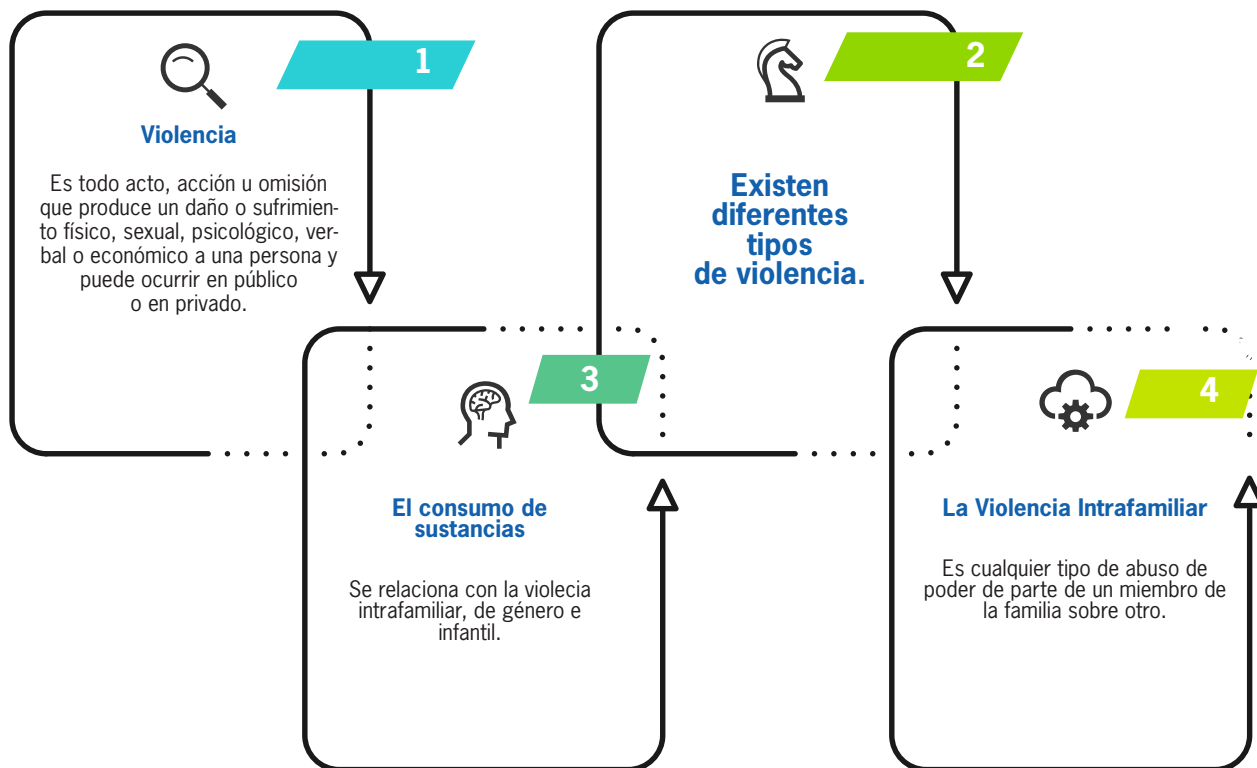 1
Violencia
Es todo acto, acción u omisión
que produce un daño o sufrimien-
to físico, sexual, psicológico, ver-
bal o económico a una persona y
puede ocurrir en público
o en privado.
2
Existen
diferentes
tipos
de violencia.
3
El consumo de
sustancias
Se relaciona con la violecia
intrafamiliar, de género e
infantil.
4
La Violencia Intrafamiliar
Es cualquier tipo de abuso de
poder de parte de un miembro de
la familia sobre otro.